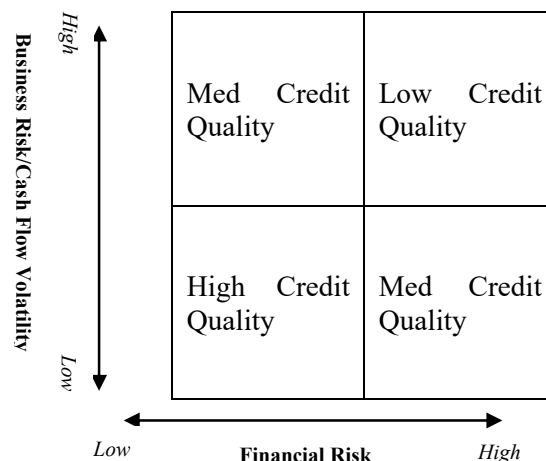 High
Business Risk/Cash Flow Volatility
Low
Med Credit
Quality
Low Credit
Quality
High Credit
Quality
Med Credit
Quality
Low
Financial Risk
High